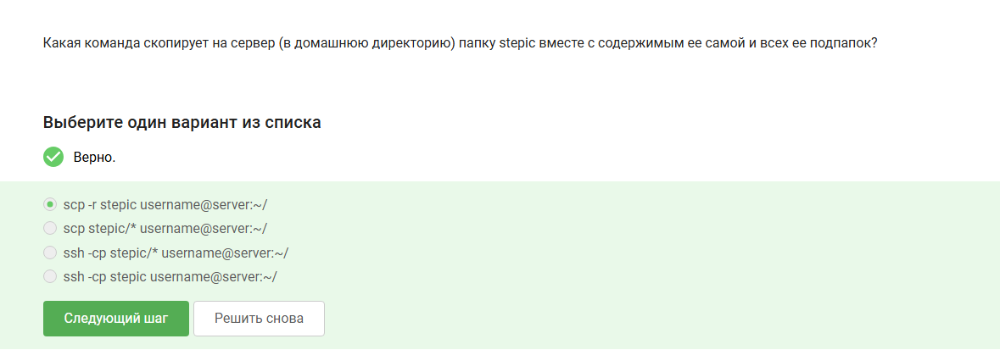 Какая команда скопирует на сервер (в домашнюю директорию) папку stepic вместе с содержимым ее самой и всех ее подпапок?
Выберите один вариант из списка
Верно.
scp -r stepic username@server:~/
scp stepic/* username@server:~/
ssh -cp stepic/* username@server:~/
ssh -cp stepic username@server:~/
Следующий шаг Решить снова